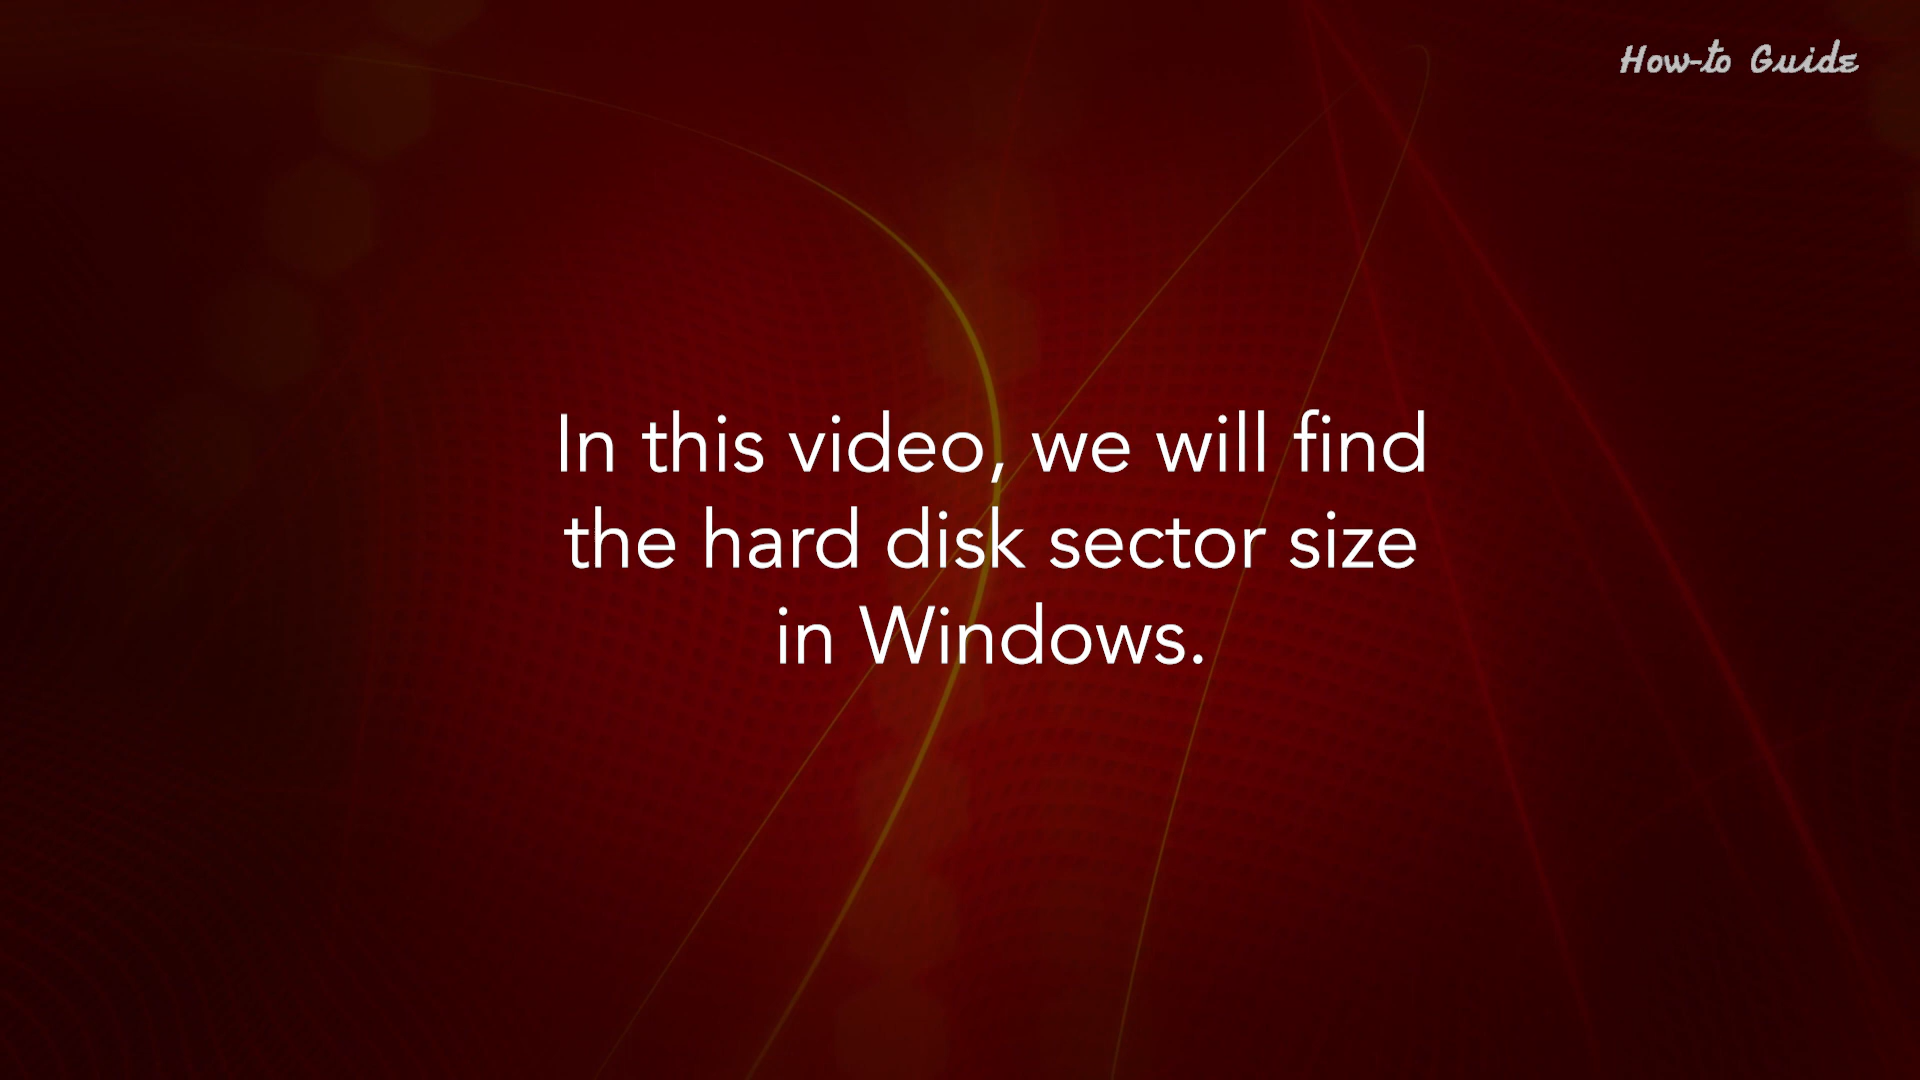 How-to Guide
In this video, we will find
the hard disk sector size
in Windows.